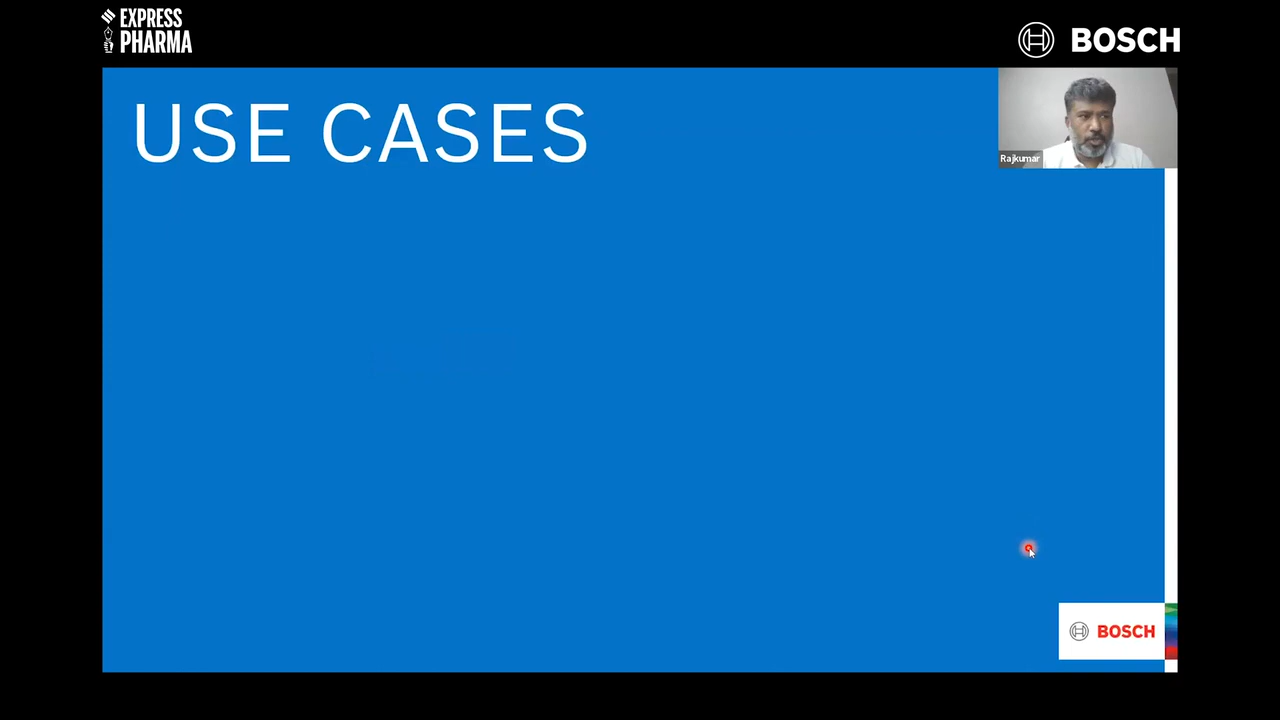 EXPRESS
PHARMA
BOSCH
USE CASES
Rajkumar
BOSCH